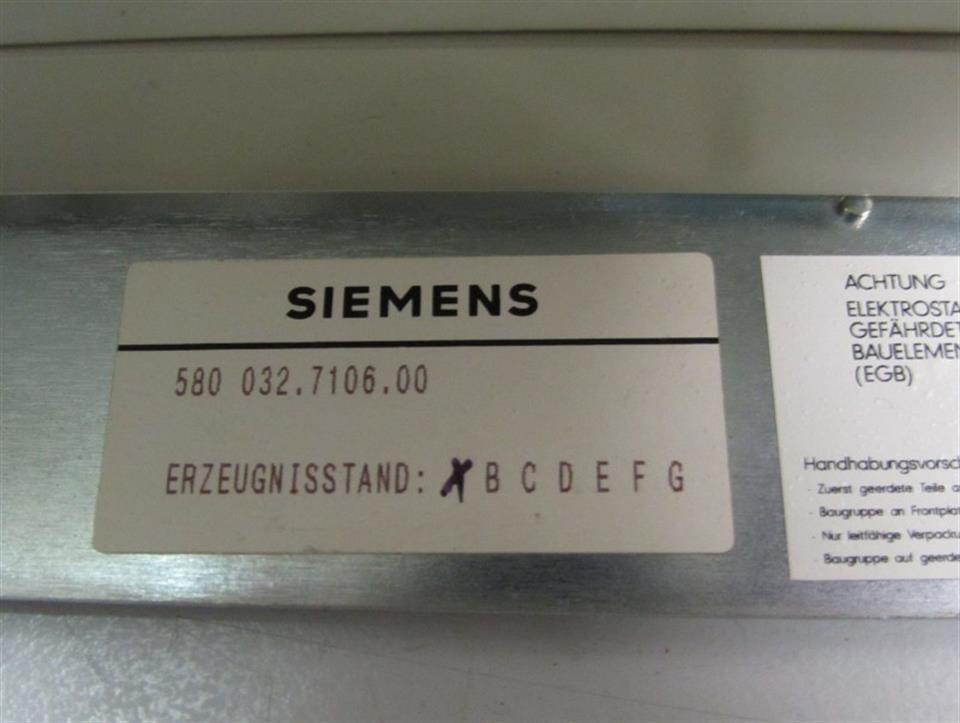 SIEMENS
580 032.7106.00
ERZEUGNISSTAND: A B C D E F G
ACHTUNG
ELEKTROSTA
GEFÄHRDET
BAUELEMEN
(EGB)
Handhabungsvorsch
· Zuerst geerdete Teile a
· Baugruppe an Frontplat
· Nur leitfähige Verpacku
· Baugruppe auf geerde